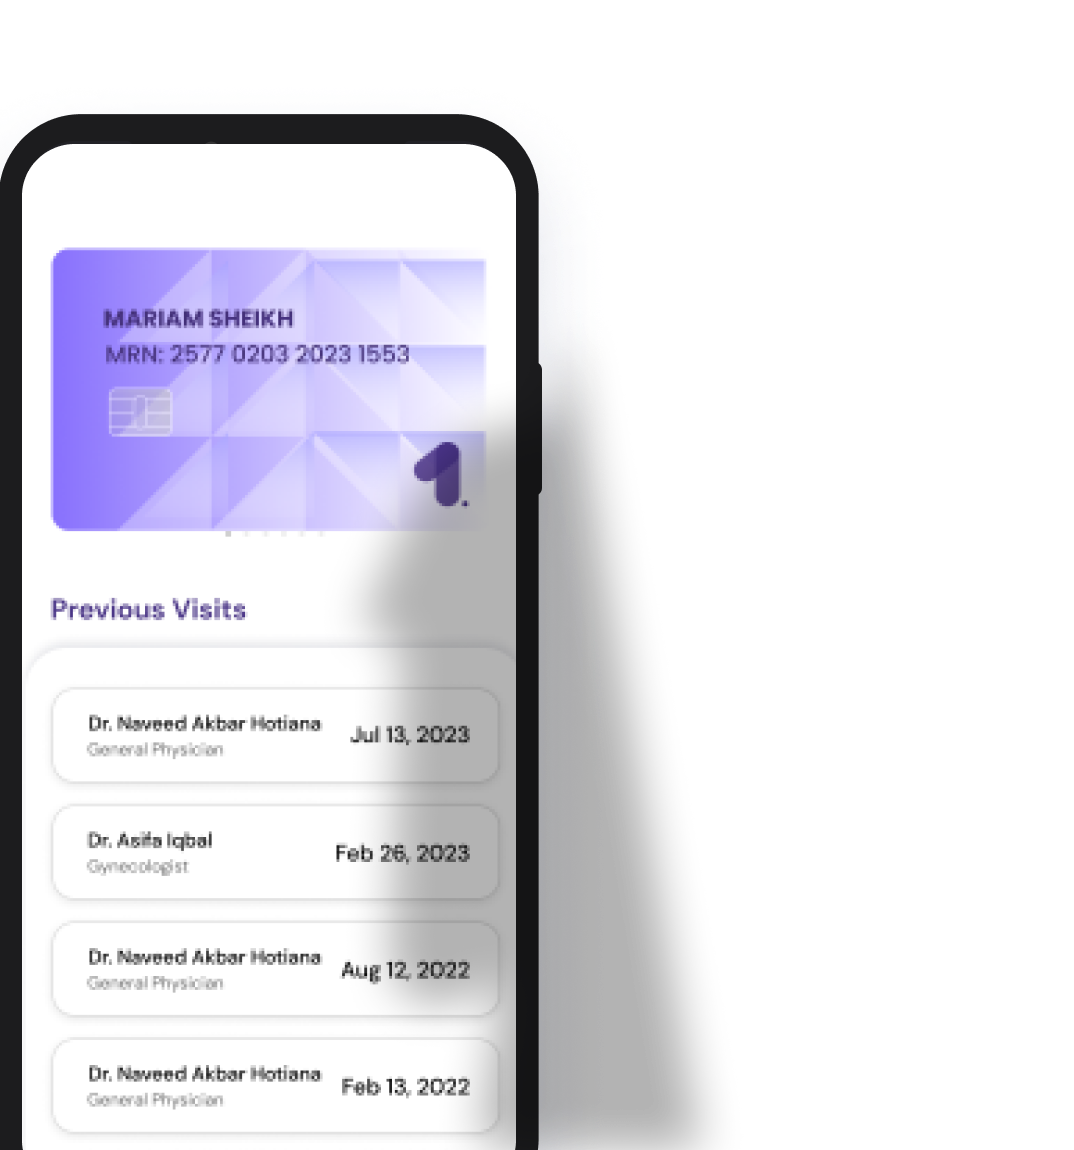 MARIAM SHEIKH
MRN: 2577 0203 2023 1553
1.
Previous Visits
Dr. Naveed Akbar Hotiana
General Physician
Jul 13, 2023
Dr. Asifa Iqbal
Gynecologist
Feb 26, 2023
Dr. Naveed Akbar Hotiana
General Physician
Aug 12, 2022
Dr. Naveed Akbar Hotiana
General Physician
Feb 13, 2022